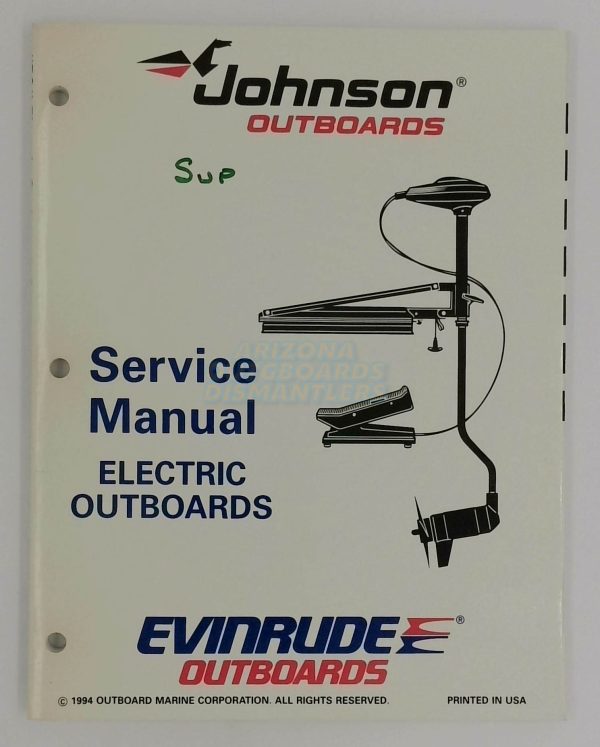 Johnson®
OUTBOARDS
Sup
ARIZONA
OUTBOARDS
DISMANTLERS
Service
Manual
ELECTRIC
OUTBOARDS
EVINRUDE®
OUTBOARDS
© 1994 OUTBOARD MARINE CORPORATION. ALL RIGHTS RESERVED. PRINTED IN USA